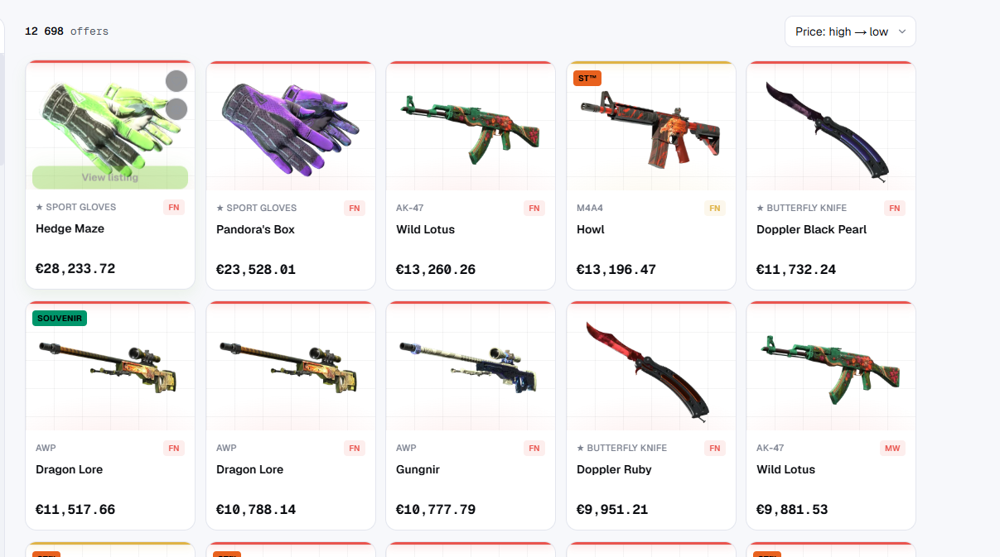 12 698 offers
Price: high → low
View listing
★ SPORT GLOVES
FN
Hedge Maze
€28,233.72
★ SPORT GLOVES
FN
Pandora's Box
€23,528.01
AK-47
FN
Wild Lotus
€13,260.26
ST™
M4A4
FN
Howl
€13,196.47
★ BUTTERFLY KNIFE
FN
Doppler Black Pearl
€11,732.24
SOUVENIR
AWP
FN
Dragon Lore
€11,517.66
AWP
FN
Dragon Lore
€10,788.14
AWP
FN
Gungnir
€10,777.79
★ BUTTERFLY KNIFE
FN
Doppler Ruby
€9,951.21
AK-47
MW
Wild Lotus
€9,881.53